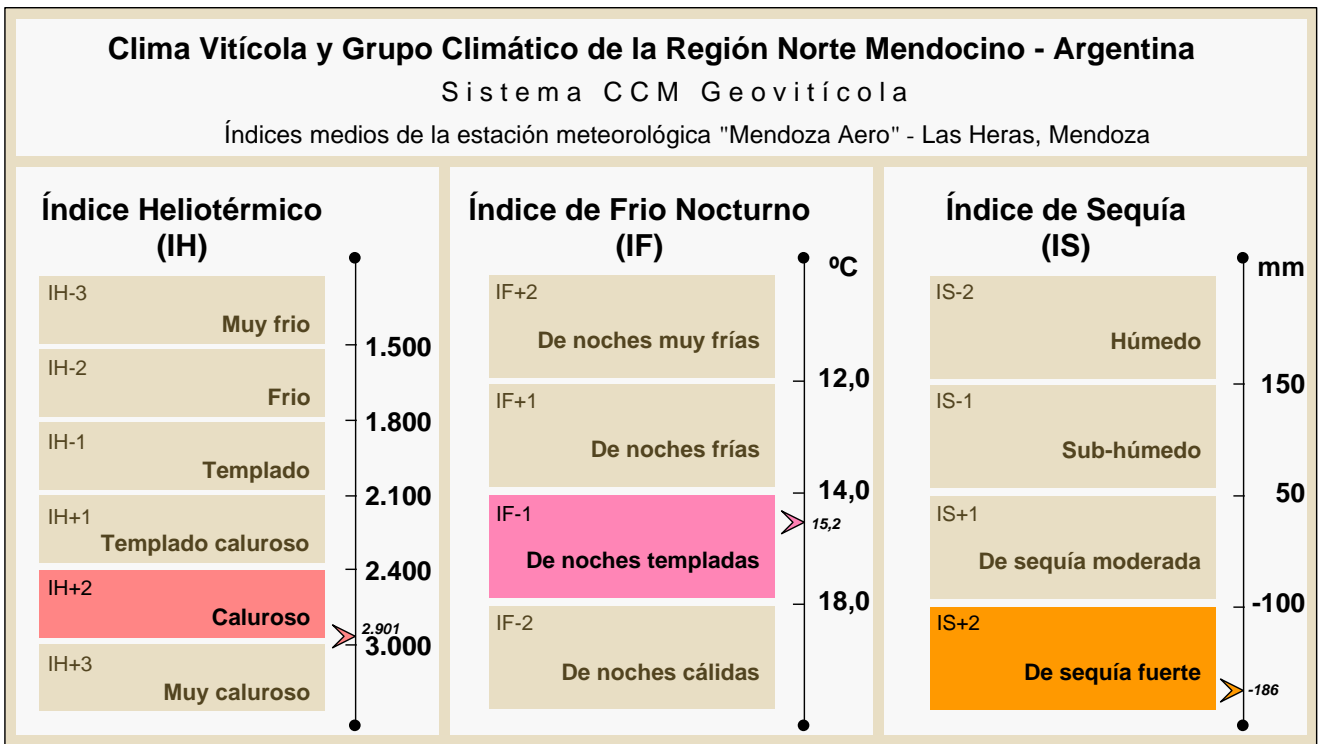 Clima Vitícola y Grupo Climático de la Región Norte Mendocino - Argentina
Sistema CCM Geovitícola
Índices medios de la estación meteorológica "Mendoza Aero" - Las Heras, Mendoza
Índice Heliotérmico
(IH)
IH-3
Muy frio
1.500
IH-2
Frio
1.800
IH-1
Templado
2.100
IH+1
Templado caluroso
2.400
IH+2
Caluroso
2.901
3.000
IH+3
Muy caluroso
Índice de Frio Nocturno
(IF)
ºC
IF+2
De noches muy frías
12,0
IF+1
De noches frías
14,0
IF-1
15,2
De noches templadas
18,0
IF-2
De noches cálidas
Índice de Sequía
(IS)
mm
IS-2
Húmedo
150
IS-1
Sub-húmedo
50
IS+1
De sequía moderada
-100
IS+2
De sequía fuerte
-186